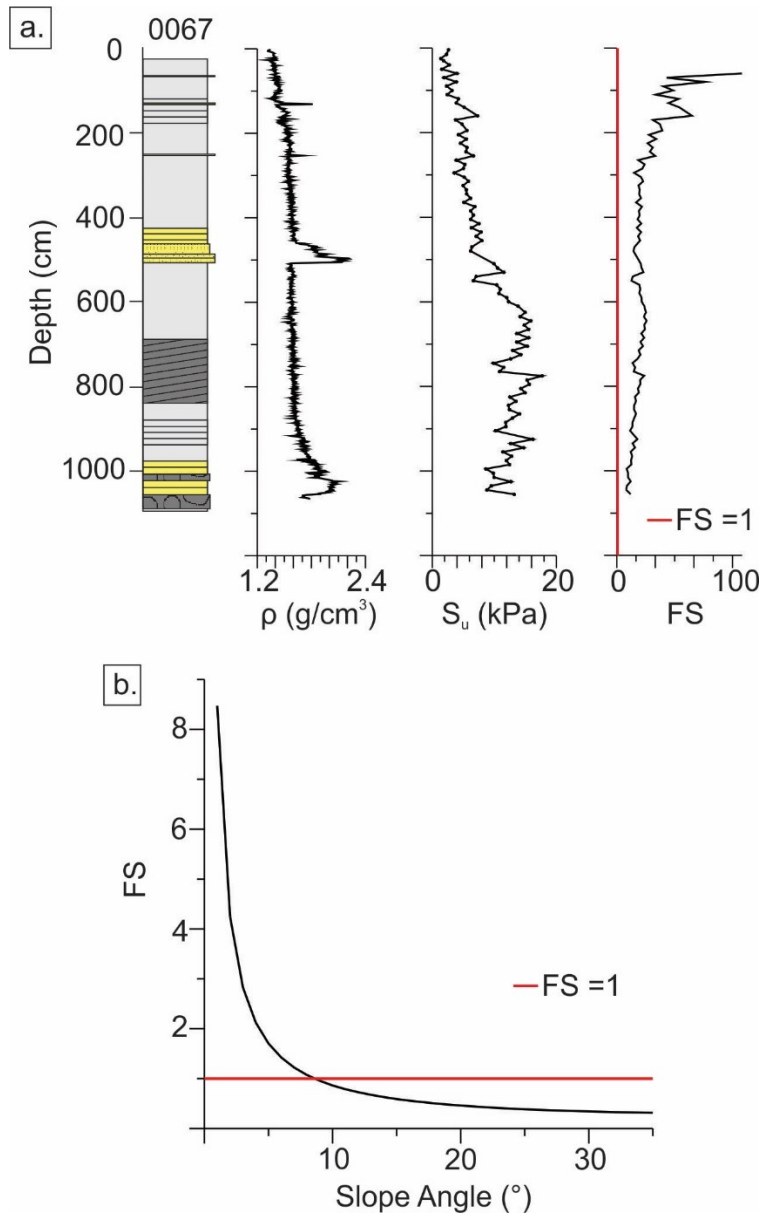 a.
0067
0
200
400
600
800
1000
Depth (cm)
1.2 2.4
ρ (g/cm³)
0 20
Sᵤ (kPa)
FS =1
0 100
FS
b.
8
6
4
2
FS
FS =1
10 20 30
Slope Angle (°)